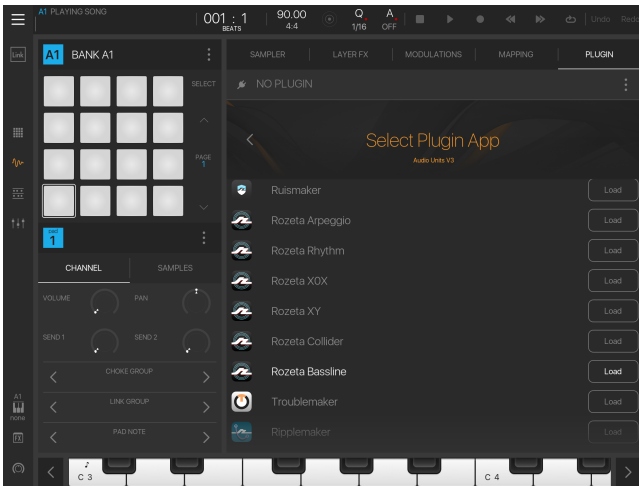 A1 PLAYING SONG
001 : 1
BEATS
90.00
4:4
Q
1/16
A
OFF
Undo
Redo
Link
A1 BANK A1
SELECT
PAGE
1
PAD
1
CHANNEL
SAMPLES
VOLUME
PAN
SEND 1
SEND 2
CHOKE GROUP
LINK GROUP
PAD NOTE
A1
none
FX
SAMPLER
LAYER FX
MODULATIONS
MAPPING
PLUGIN
NO PLUGIN
Select Plugin App
Audio Units V3
Ruismaker Load
Rozeta Arpeggio Load
Rozeta Rhythm Load
Rozeta X0X Load
Rozeta XY Load
Rozeta Collider Load
Rozeta Bassline Load
Troublemaker Load
Ripplemaker Load
C 3
C 4